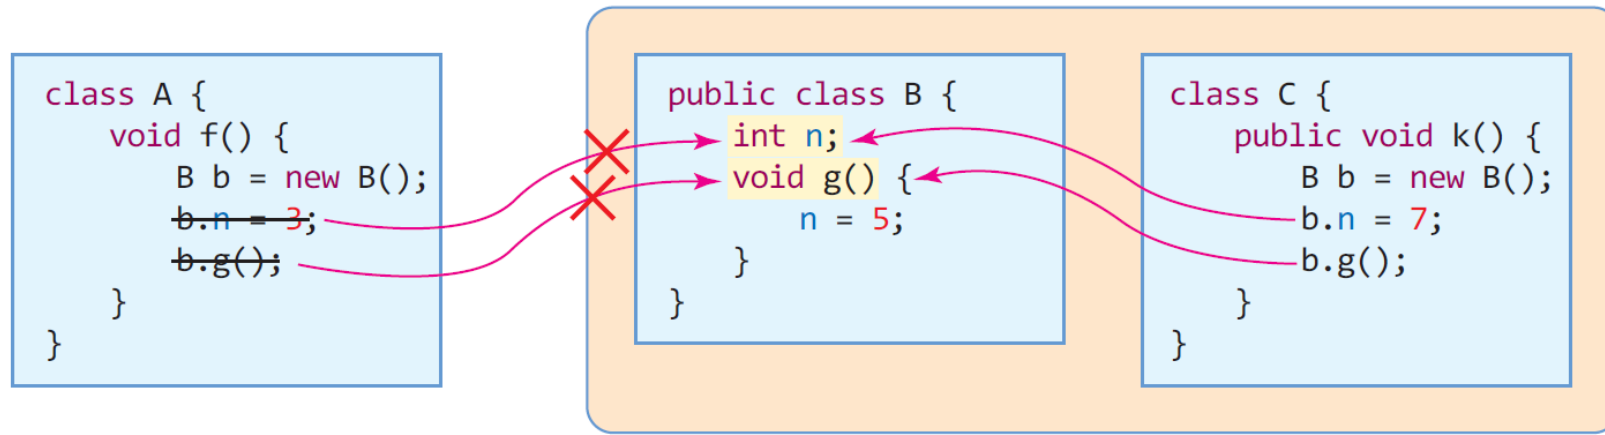 class A {
void f() {
B b = new B();
b.n = 3;
b.g();
}
}
public class B {
int n;
void g() {
n = 5;
}
}
class C {
public void k() {
B b = new B();
b.n = 7;
b.g();
}
}